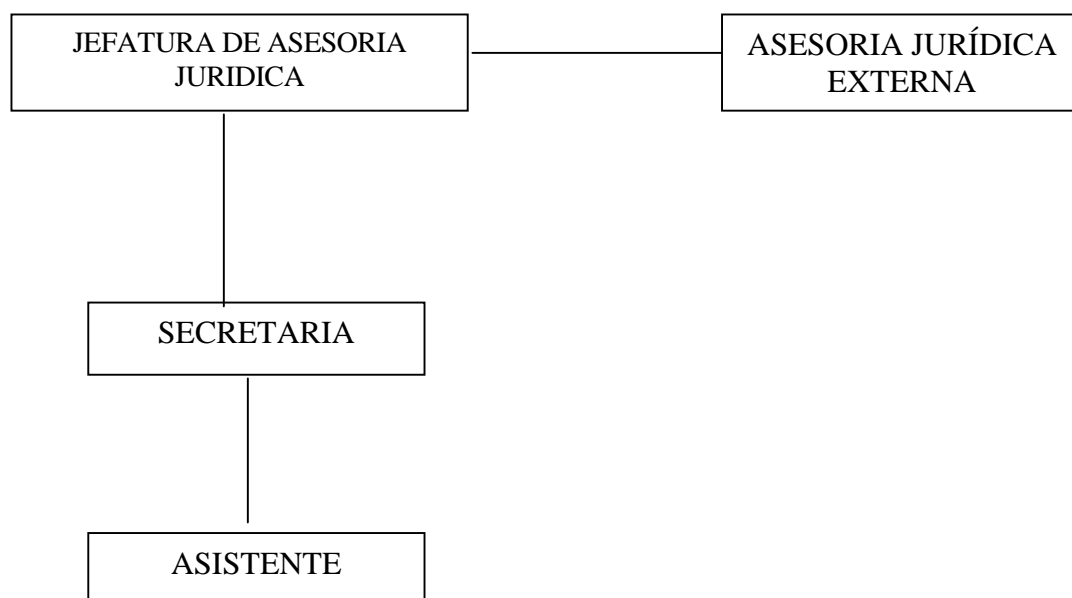 JEFATURA DE ASESORIA
JURIDICA
ASESORIA JURÍDICA
EXTERNA
SECRETARIA
ASISTENTE